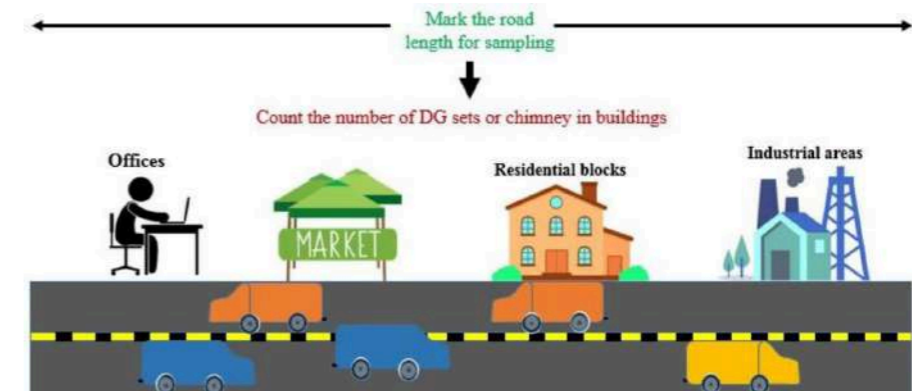 Mark the road
length for sampling
Count the number of DG sets or chimney in buildings
Offices
MARKET
Residential blocks
Industrial areas